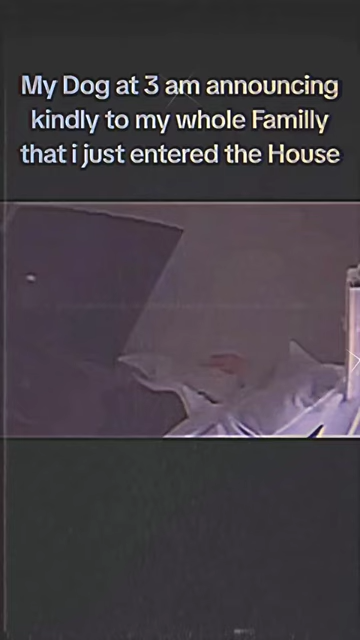 My Dog at 3 am announcing
kindly to my whole Familly
that i just entered the House